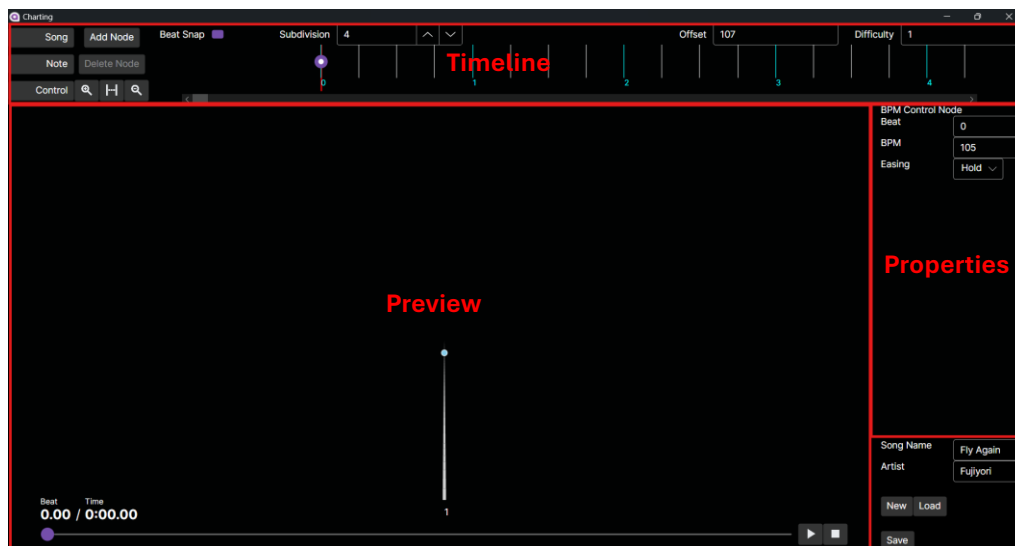 Charting
Song Add Node Beat Snap Subdivision 4 Offset 107 Difficulty 1
Note Delete Node Timeline
Control 0 1 2 3 4
BPM Control Node
Beat 0
BPM 105
Easing Hold
Properties
Preview
Song Name Fly Again
Artist Fujiyori
New Load
Save
Beat Time
0.00 / 0:00.00
1